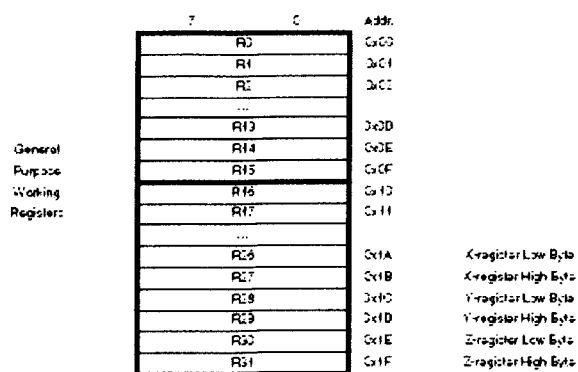 7 0 Addr.
R0 0x00
R1 0x01
R2 0x02
...
R13 0x0D
General R14 0x0E
Purpose R15 0x0F
Working R16 0x10
Registers R17 0x11
...
R26 0x1A X-register Low Byte
R27 0x1B X-register High Byte
R28 0x1C Y-register Low Byte
R29 0x1D Y-register High Byte
R30 0x1E Z-register Low Byte
R31 0x1F Z-register High Byte